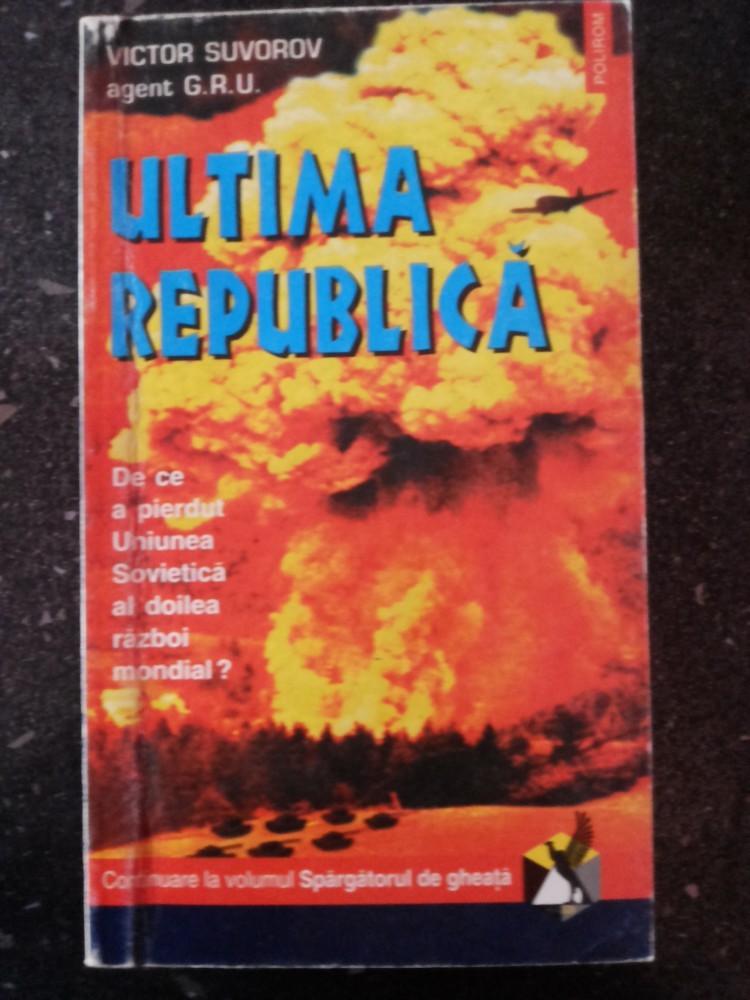 VICTOR SUVOROV
agent G.R.U.
POLIROM
ULTIMA
REPUBLICĂ
De ce
a pierdut
Uniunea
Sovietică
al doilea
război
mondial?
Continuare la volumul Spărgătorul de gheață